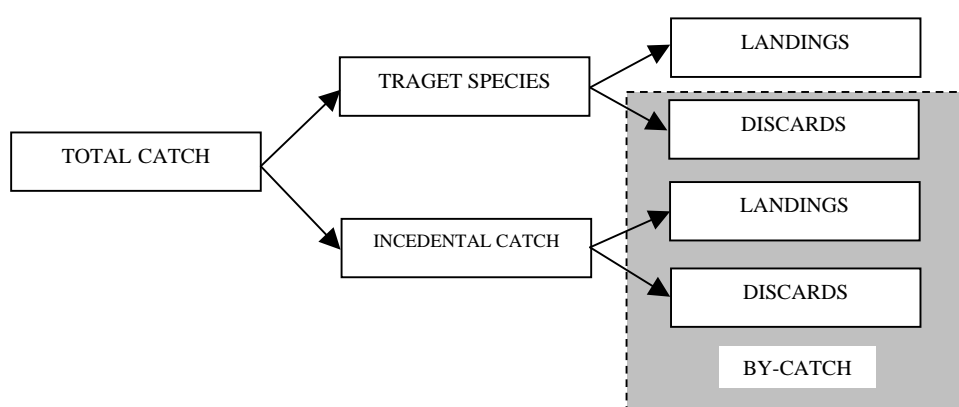 LANDINGS
TRAGET SPECIES
DISCARDS
TOTAL CATCH
LANDINGS
INCEDENTAL CATCH
DISCARDS
BY-CATCH